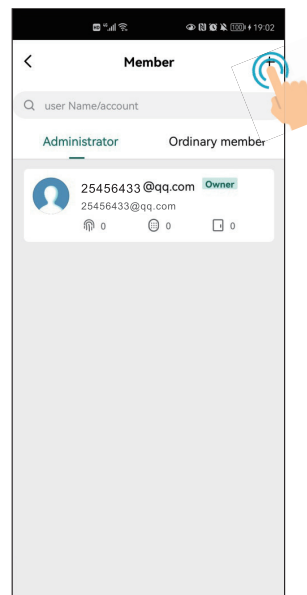 100 19:02
Member
+
user Name/account
Administrator Ordinary member
25456433@qq.com Owner
25456433@qq.com
0 0 0